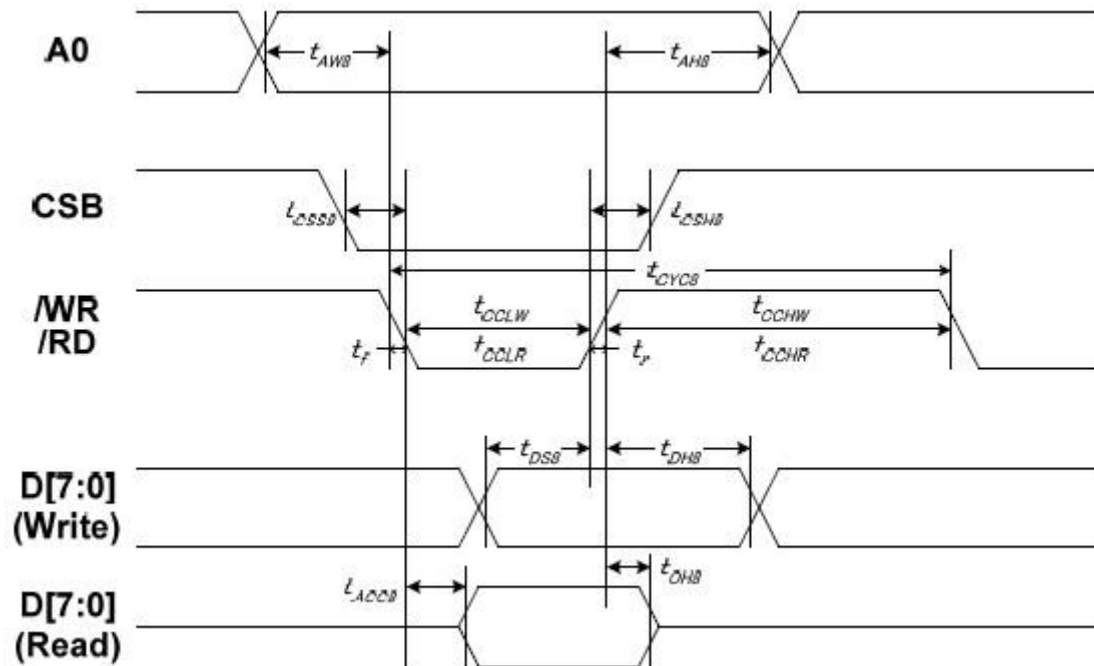 A0
tAW8
tAH8
CSB
tCSS8
tCSH8
tCYC8
/WR
/RD
tCCLW
tCCHW
tf
tCCLR
tr
tCCHR
tDS8
tDH8
D[7:0]
(Write)
tACC8
tOH8
D[7:0]
(Read)